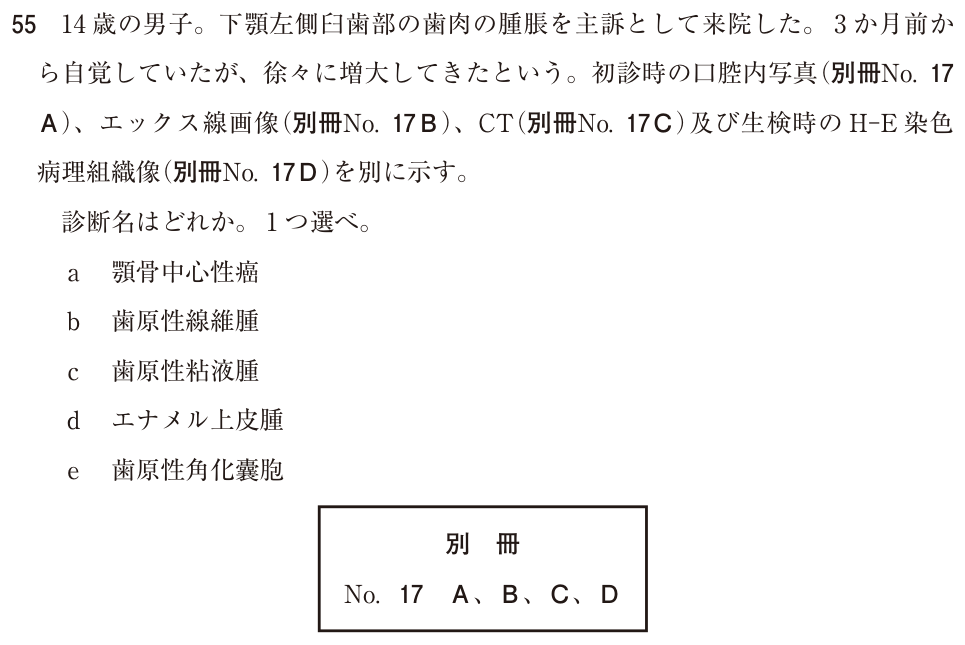 55 14歳の男子。下顎左側臼歯部の歯肉の腫脹を主訴として来院した。3か月前か
ら自覚していたが、徐々に増大してきたという。初診時の口腔内写真(別冊No. 17
A)、エックス線画像(別冊No. 17B)、CT(別冊No. 17C)及び生検時のH-E染色
病理組織像(別冊No. 17D)を別に示す。
診断名はどれか。1つ選べ。
a 顎骨中心性癌
b 歯原性線維腫
c 歯原性粘液腫
d エナメル上皮腫
e 歯原性角化囊胞
別 冊
No. 17 A、B、C、D